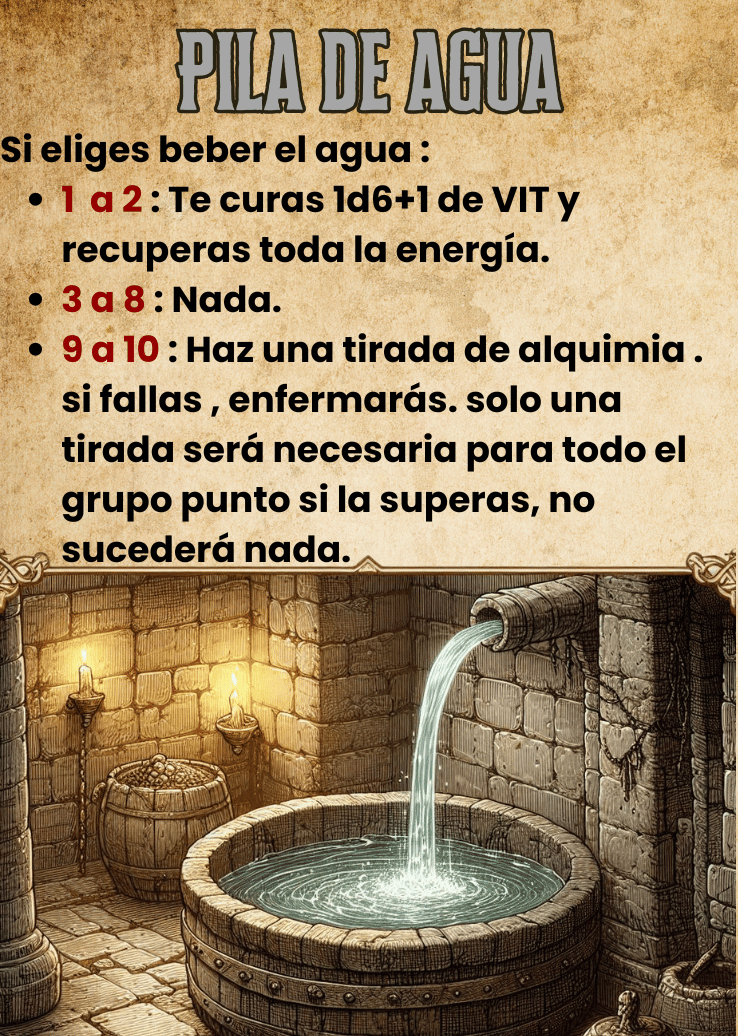 PILA DE AGUA
Si eliges beber el agua :
• 1 a 2 : Te curas 1d6+1 de VIT y
recuperas toda la energía.
• 3 a 8 : Nada.
• 9 a 10 : Haz una tirada de alquimia .
si fallas , enfermarás. solo una
tirada será necesaria para todo el
grupo punto si la superas, no
sucederá nada.